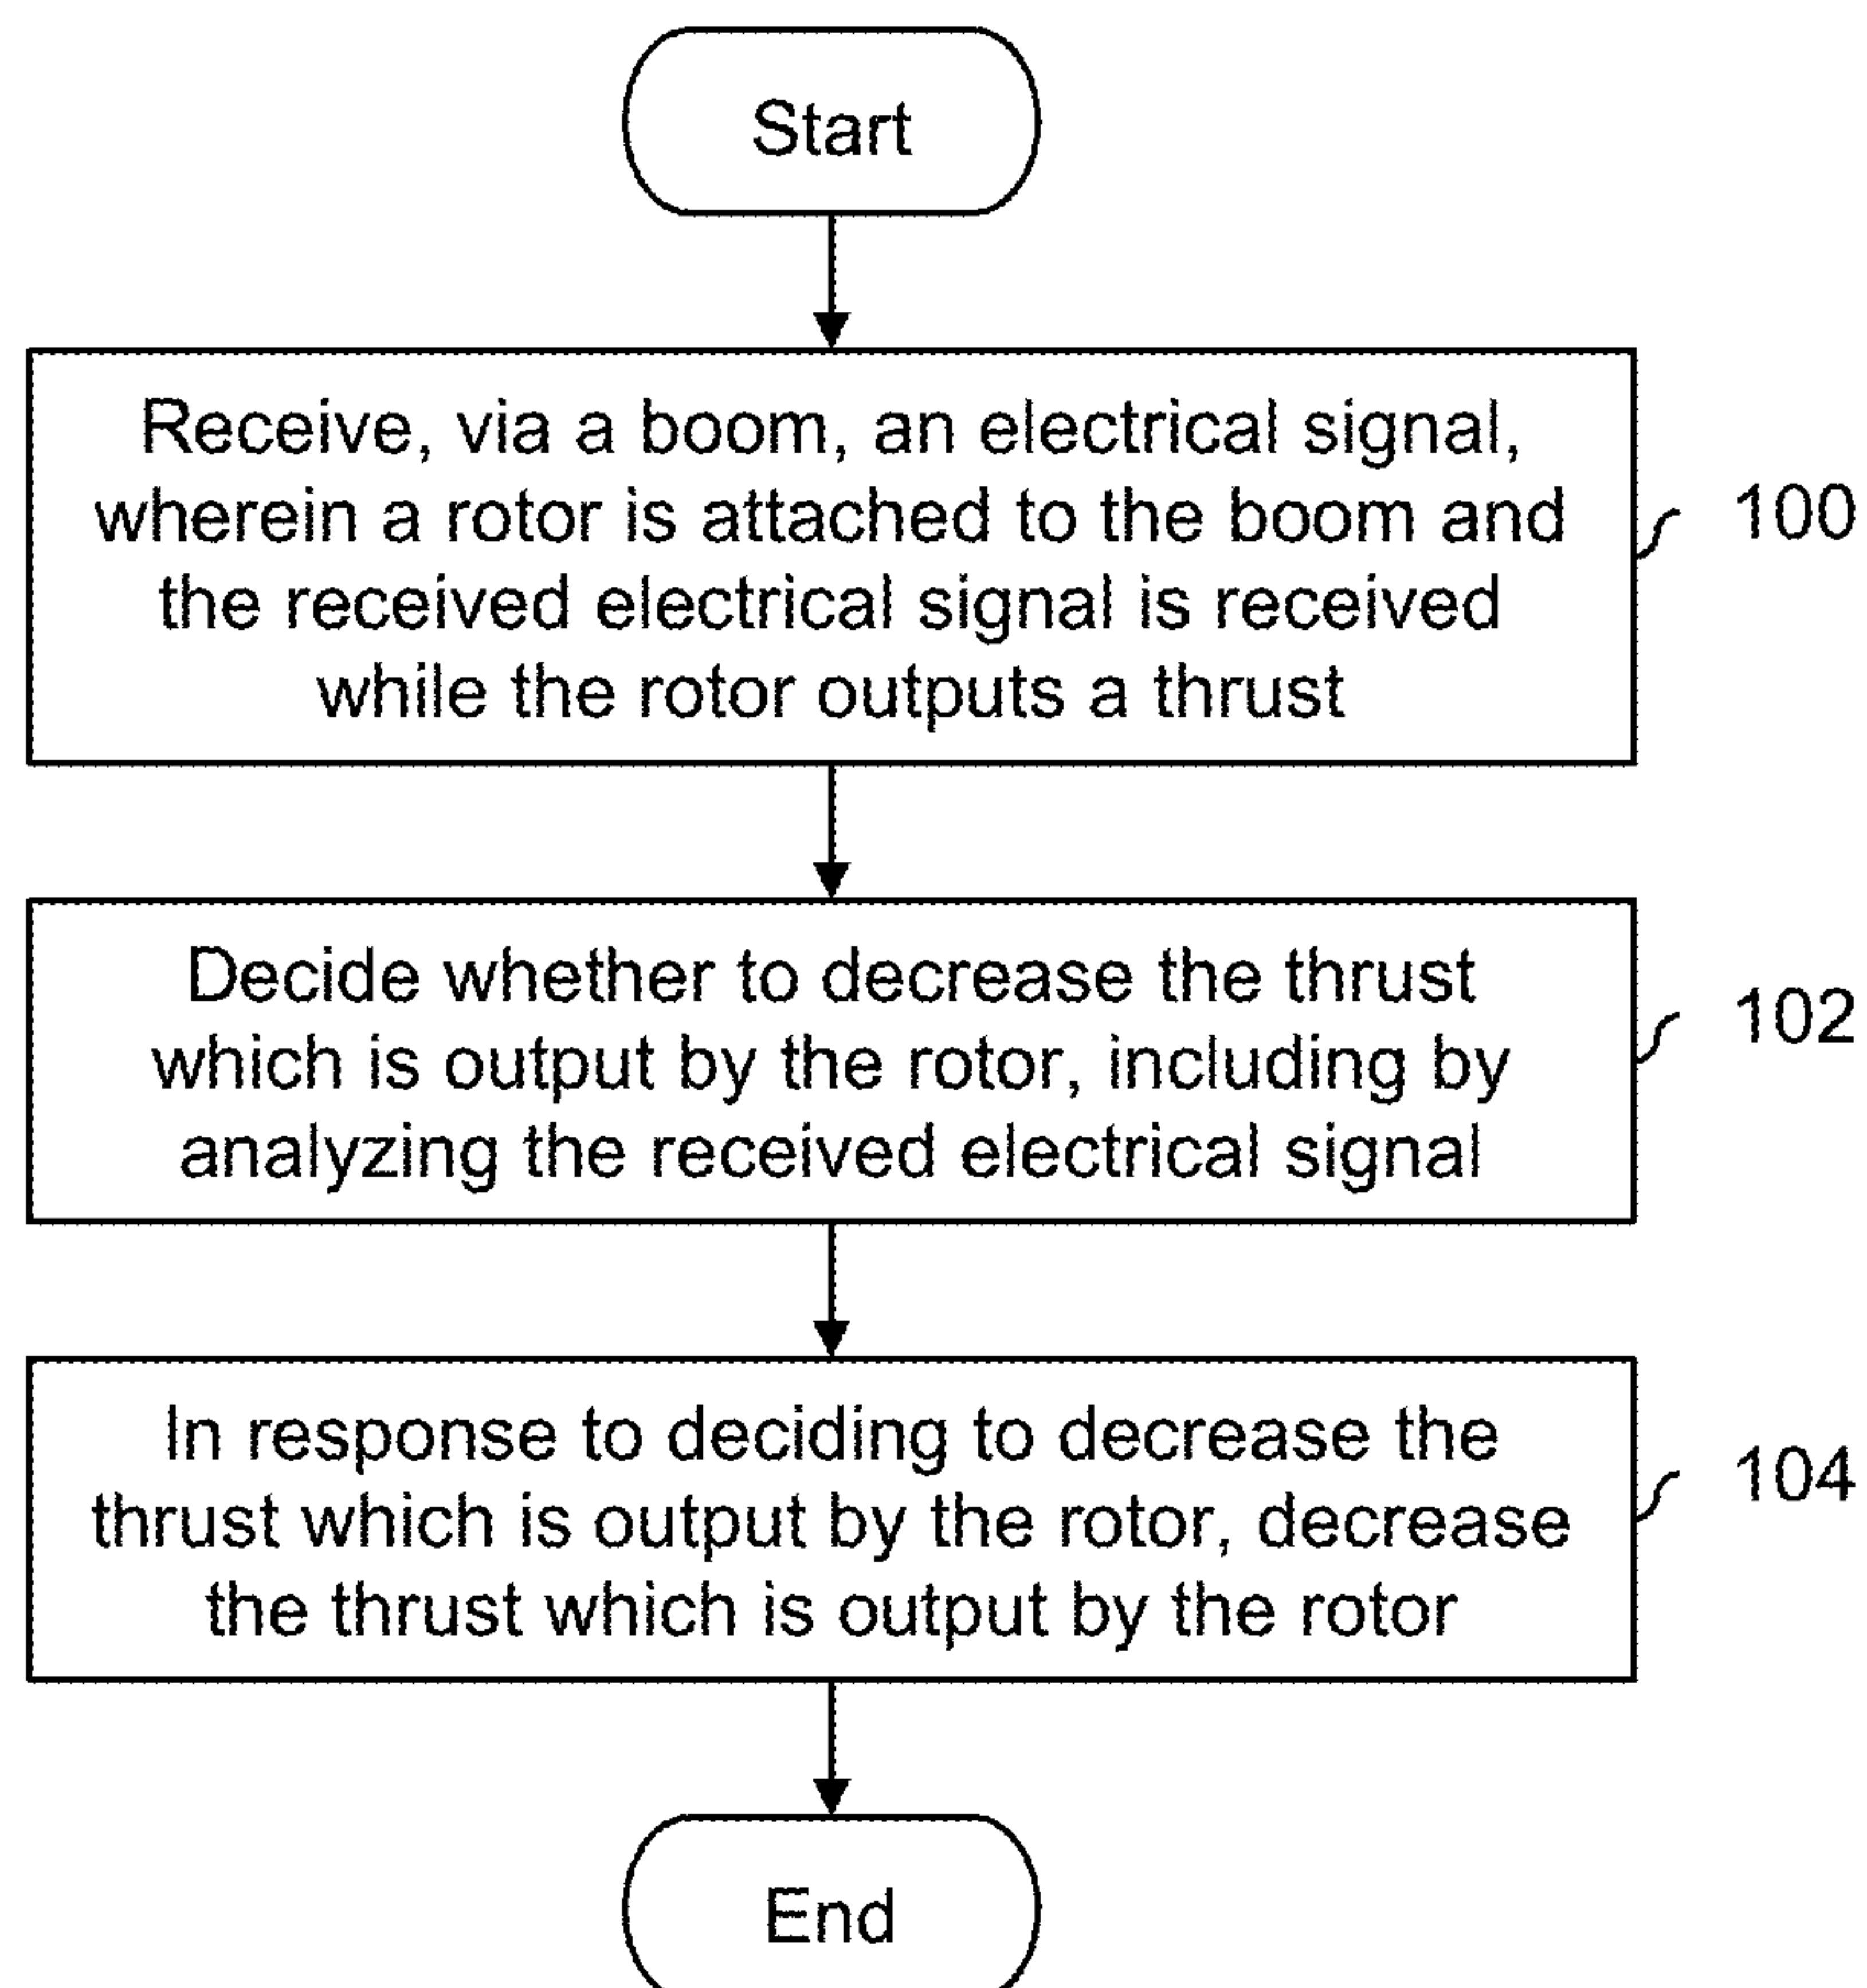 Start
Receive, via a boom, an electrical signal,
wherein a rotor is attached to the boom and
the received electrical signal is received
while the rotor outputs a thrust
100
Decide whether to decrease the thrust
which is output by the rotor, including by
analyzing the received electrical signal
102
In response to deciding to decrease the
thrust which is output by the rotor, decrease
the thrust which is output by the rotor
104
End